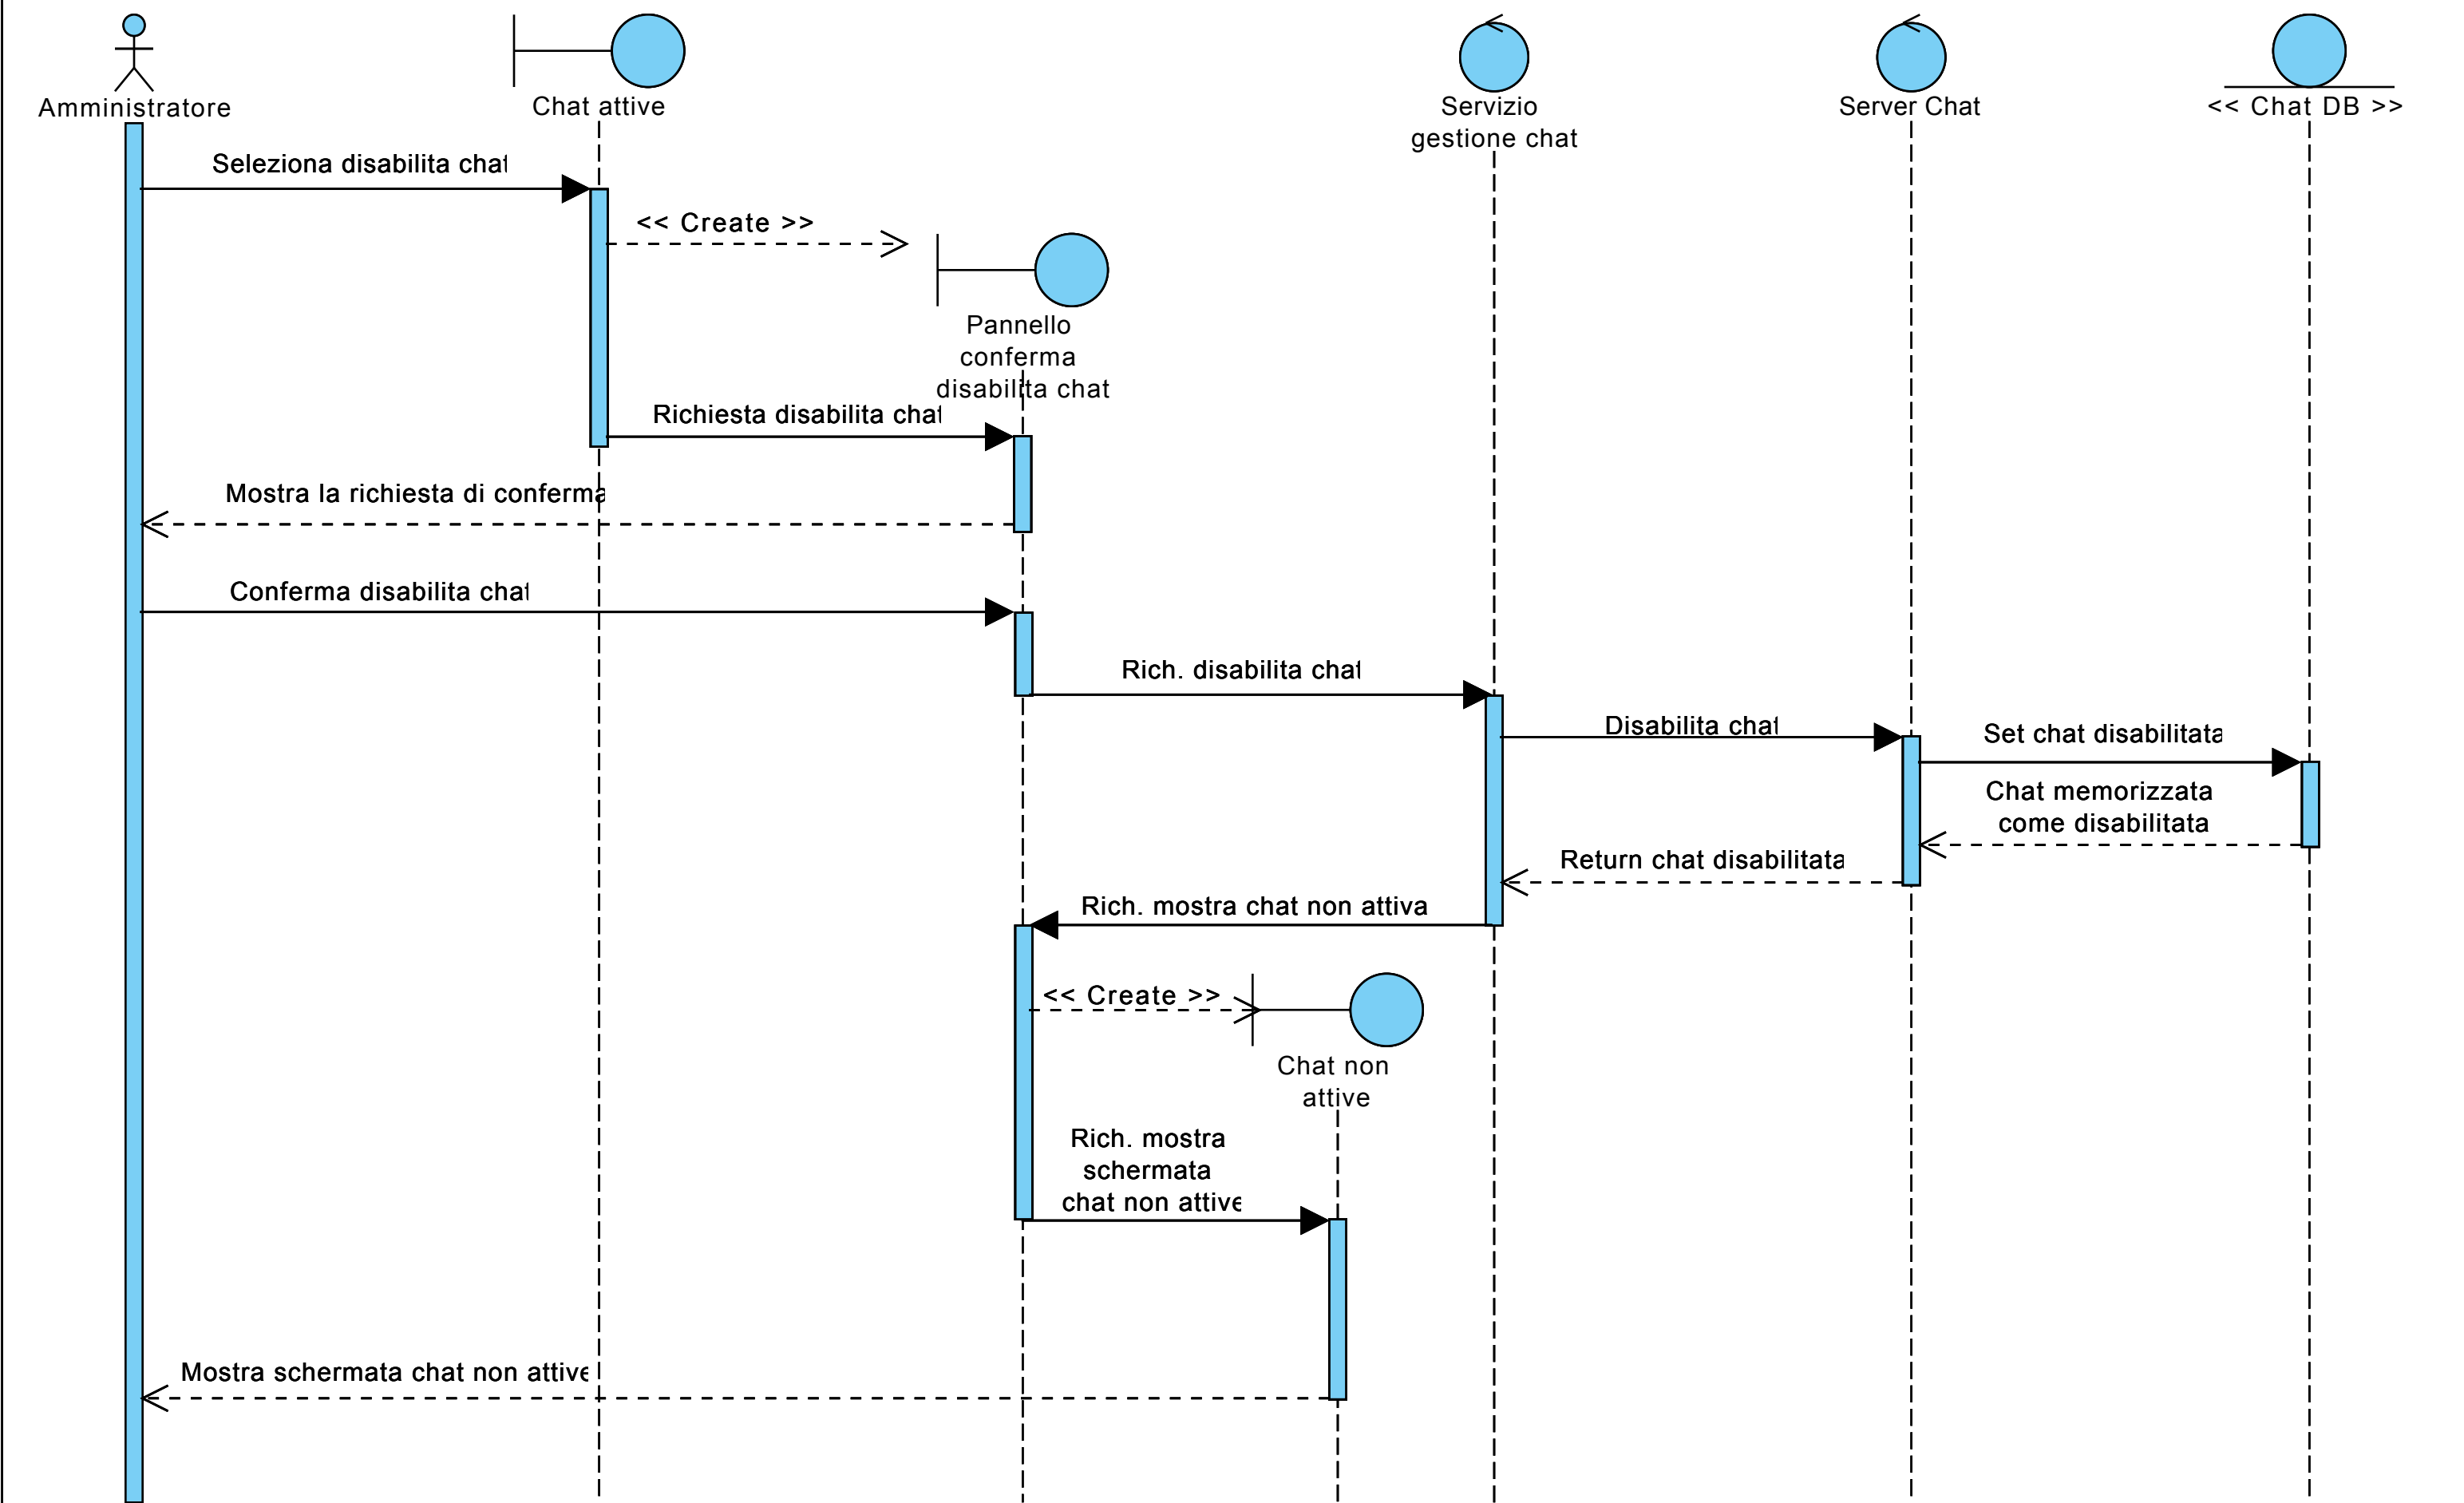 Amministratore
Chat attive
Servizio
gestione chat
Server Chat
<< Chat DB >>
Seleziona disabilita chat
<< Create >>
Pannello
conferma
disabilita chat
Richiesta disabilita chat
Mostra la richiesta di conferma
Conferma disabilita chat
Rich. disabilita chat
Disabilita chat
Set chat disabilitata
Chat memorizzata
come disabilitata
Return chat disabilitata
Rich. mostra chat non attiva
<< Create >>
Chat non
attive
Rich. mostra
schermata
chat non attive
Mostra schermata chat non attive